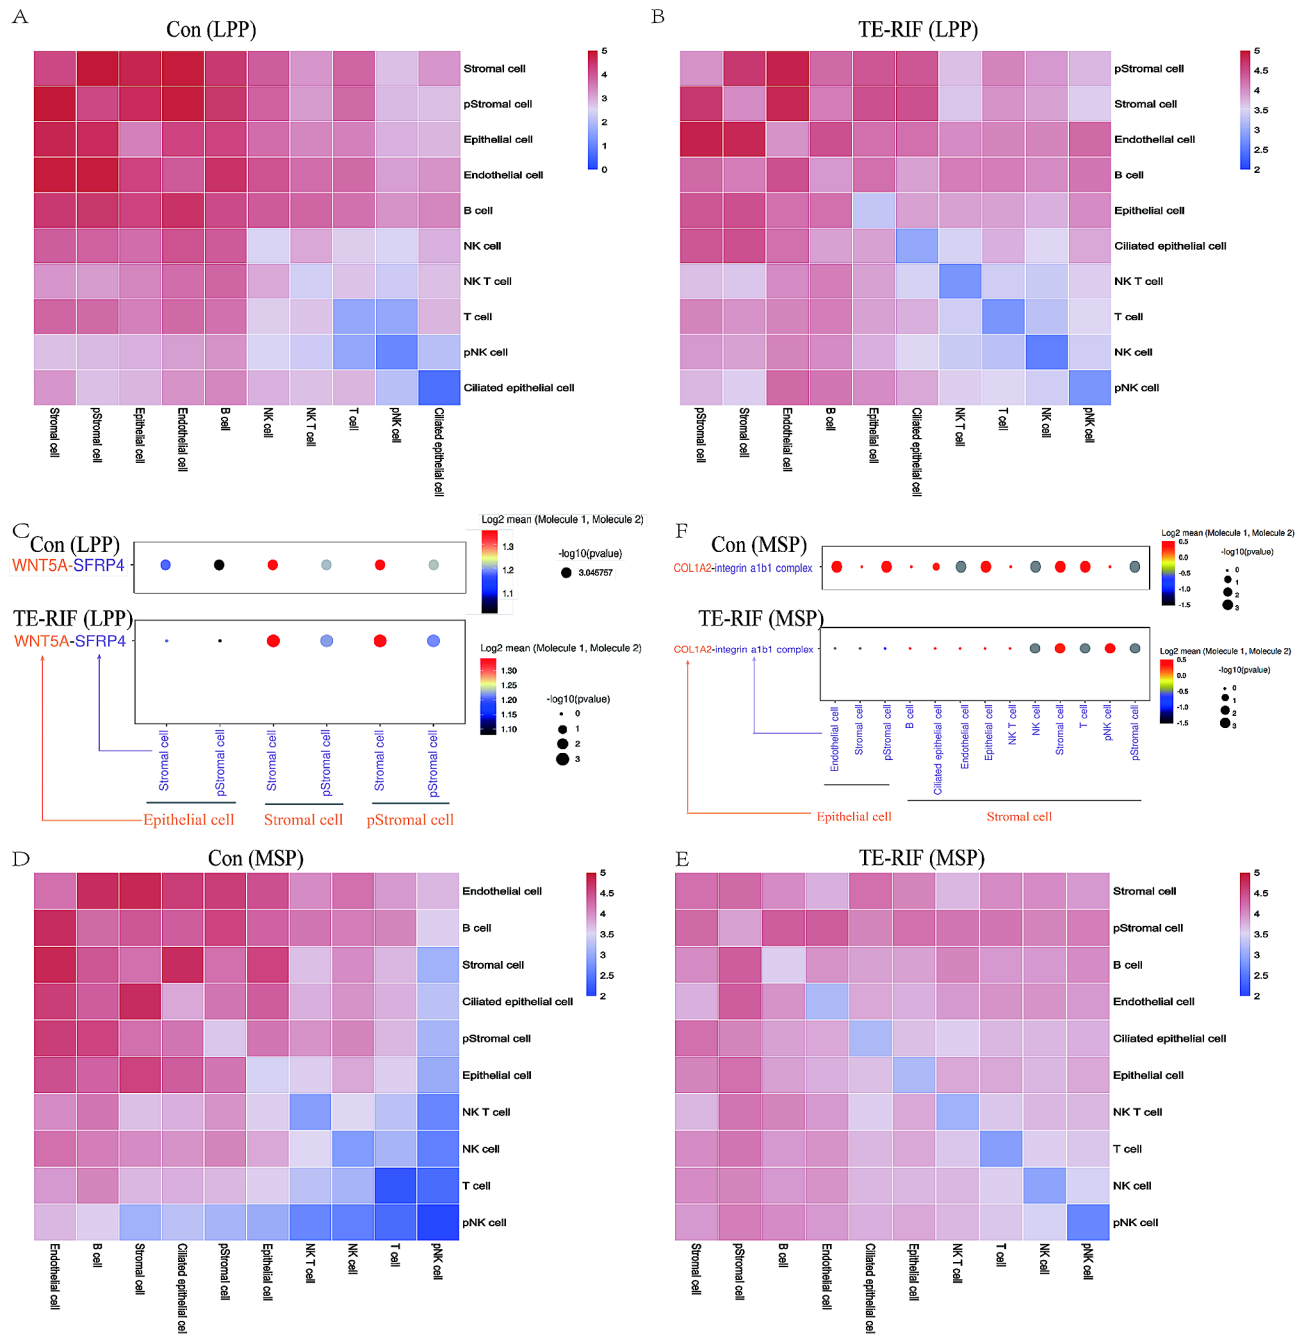 A
Con (LPP)
5
4
3
2
1
0
Stromal cell
pStromal cell
Epithelial cell
Endothelial cell
B cell
NK cell
NK T cell
T cell
pNK cell
Ciliated epithelial cell
Stromal cell
pStromal cell
Epithelial cell
Endothelial cell
B cell
NK cell
NK T cell
T cell
pNK cell
Ciliated epithelial cell
B
TE-RIF (LPP)
5
4.5
4
3.5
3
2.5
2
pStromal cell
Stromal cell
Endothelial cell
B cell
Epithelial cell
Ciliated epithelial cell
NK T cell
T cell
NK cell
pNK cell
pStromal cell
Stromal cell
Endothelial cell
B cell
Epithelial cell
Ciliated epithelial cell
NK T cell
T cell
NK cell
pNK cell
C
Con (LPP)
WNT5A-SFRP4
Log2 mean (Molecule 1, Molecule 2)
1.3
1.2
1.1
-log10(pvalue)
3.045757
TE-RIF (LPP)
WNT5A-SFRP4
Log2 mean (Molecule 1, Molecule 2)
1.30
1.25
1.20
1.15
1.10
-log10(pvalue)
0
1
2
3
Stromal cell
pStromal cell
Stromal cell
pStromal cell
Stromal cell
pStromal cell
Epithelial cell
Stromal cell
pStromal cell
F
Con (MSP)
COL1A2-integrin a1b1 complex
Log2 mean (Molecule 1, Molecule 2)
0.5
0.0
-0.5
-1.0
-1.5
-log10(pvalue)
0
1
2
3
TE-RIF (MSP)
COL1A2-integrin a1b1 complex
Log2 mean (Molecule 1, Molecule 2)
0.5
0.0
-0.5
-1.0
-1.5
-log10(pvalue)
0
1
2
3
Endothelial cell
Stromal cell
pStromal cell
B cell
Ciliated epithelial cell
Endothelial cell
Epithelial cell
NK T cell
NK cell
Stromal cell
T cell
pNK cell
pStromal cell
Epithelial cell
Stromal cell
D
Con (MSP)
5
4.5
4
3.5
3
2.5
2
Endothelial cell
B cell
Stromal cell
Ciliated epithelial cell
pStromal cell
Epithelial cell
NK T cell
NK cell
T cell
pNK cell
Endothelial cell
B cell
Stromal cell
Ciliated epithelial cel
pStromal cell
Epithelial cell
NK T cell
NK cell
T cell
pNK cell
E
TE-RIF (MSP)
5
4.5
4
3.5
3
2.5
2
Stromal cell
pStromal cell
B cell
Endothelial cell
Ciliated epithelial cell
Epithelial cell
NK T cell
T cell
NK cell
pNK cell
Stromal cell
pStromal cell
B cell
Endothelial cell
Ciliated epithelial cell
Epithelial cell
NK T cell
T cell
NK cell
pNK cell